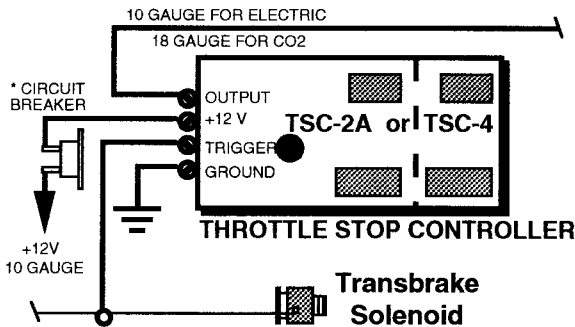 10 GAUGE FOR ELECTRIC
18 GAUGE FOR CO2
* CIRCUIT
BREAKER
OUTPUT
+12 V
TRIGGER
GROUND
TSC-2A or TSC-4
THROTTLE STOP CONTROLLER
+12V
10 GAUGE
Transbrake
Solenoid